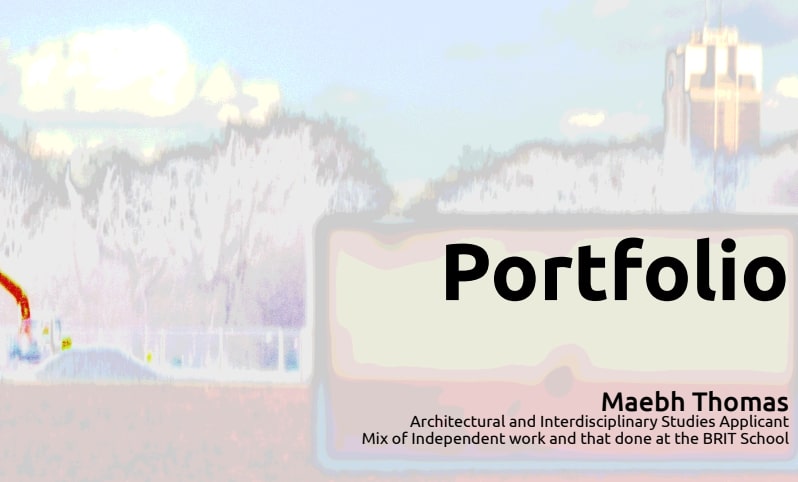 Portfolio
Maebh Thomas
Architectural and Interdisciplinary Studies Applicant
Mix of Independent work and that done at the BRIT School